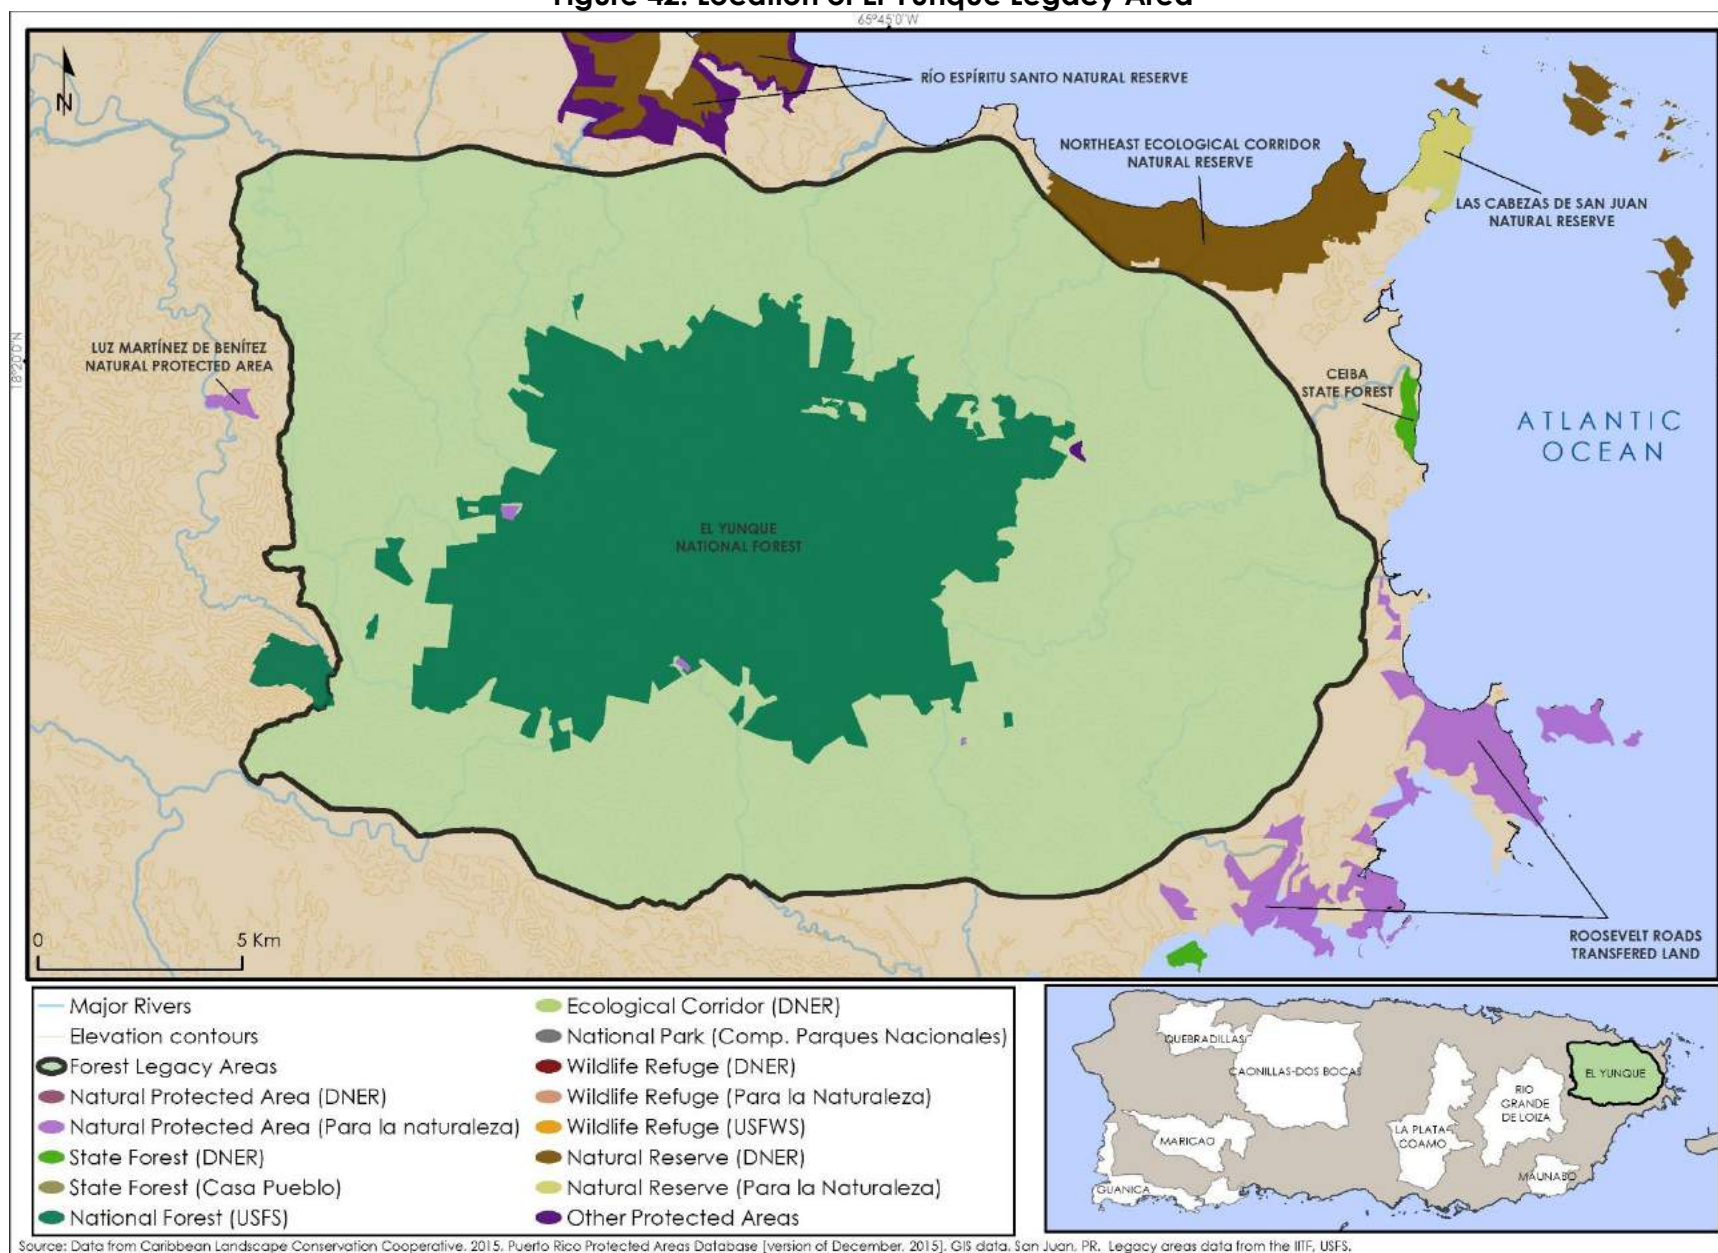 Figure 42. Location of El Yunque Legacy Area
65°45'0"W
N
RÍO ESPÍRITU SANTO NATURAL RESERVE
NORTHEAST ECOLOGICAL CORRIDOR
NATURAL RESERVE
LAS CABEZAS DE SAN JUAN
NATURAL RESERVE
18°20'0"N
LUZ MARTÍNEZ DE BENÍTEZ
NATURAL PROTECTED AREA
CEIBA
STATE FOREST
ATLANTIC
OCEAN
EL YUNQUE
NATIONAL FOREST
ROOSEVELT ROADS
TRANSFERED LAND
0 5 Km
Major Rivers
Elevation contours
Forest Legacy Areas
Natural Protected Area (DNER)
Natural Protected Area (Para la naturaleza)
State Forest (DNER)
State Forest (Casa Pueblo)
National Forest (USFS)
Ecological Corridor (DNER)
National Park (Comp. Parques Nacionales)
Wildlife Refuge (DNER)
Wildlife Refuge (Para la Naturaleza)
Wildlife Refuge (USFWS)
Natural Reserve (DNER)
Natural Reserve (Para la Naturaleza)
Other Protected Areas
QUEBRADILLAS
CAONILLAS-DOS BOCAS
EL YUNQUE
RIO
GRANDE
DE LOIZA
LA PLATA-
COAMO
MARICAO
MAUNABO
GUANICA
Source: Data from Caribbean Landscape Conservation Cooperative. 2015. Puerto Rico Protected Areas Database [version of December, 2015]. GIS data. San Juan, PR. Legacy areas data from the IITF, USFS.